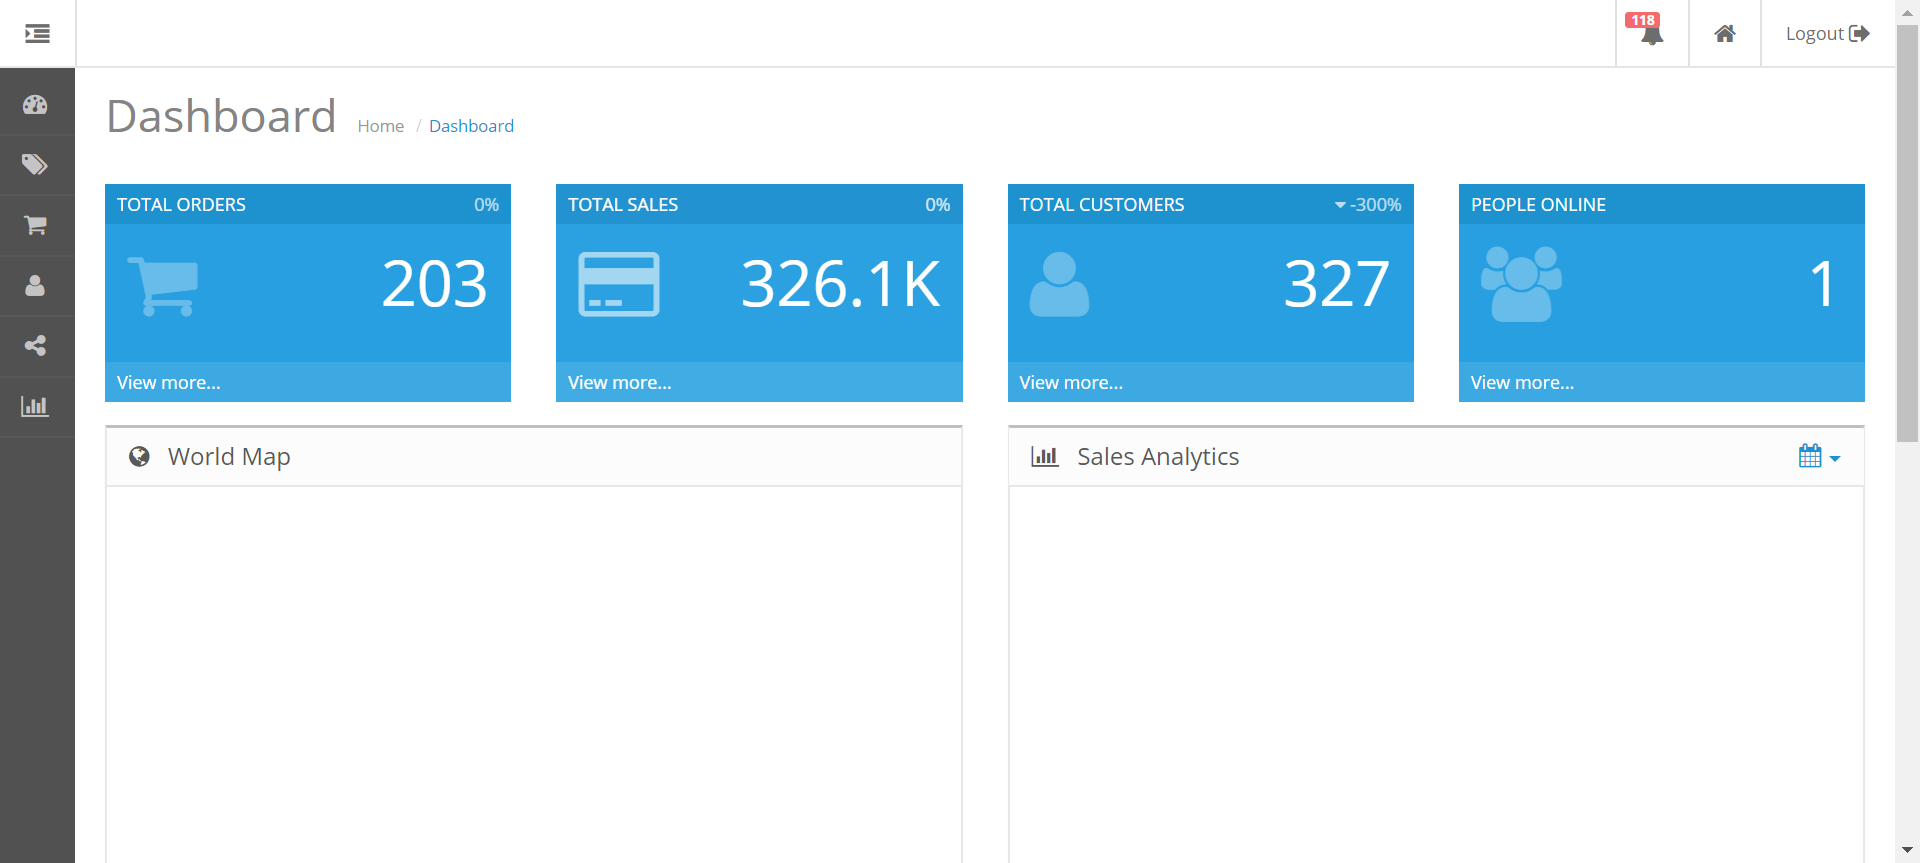 118
Logout
Dashboard
Home / Dashboard
TOTAL ORDERS 0%
203
View more...
TOTAL SALES 0%
326.1K
View more...
TOTAL CUSTOMERS -300%
327
View more...
PEOPLE ONLINE
1
View more...
World Map
Sales Analytics